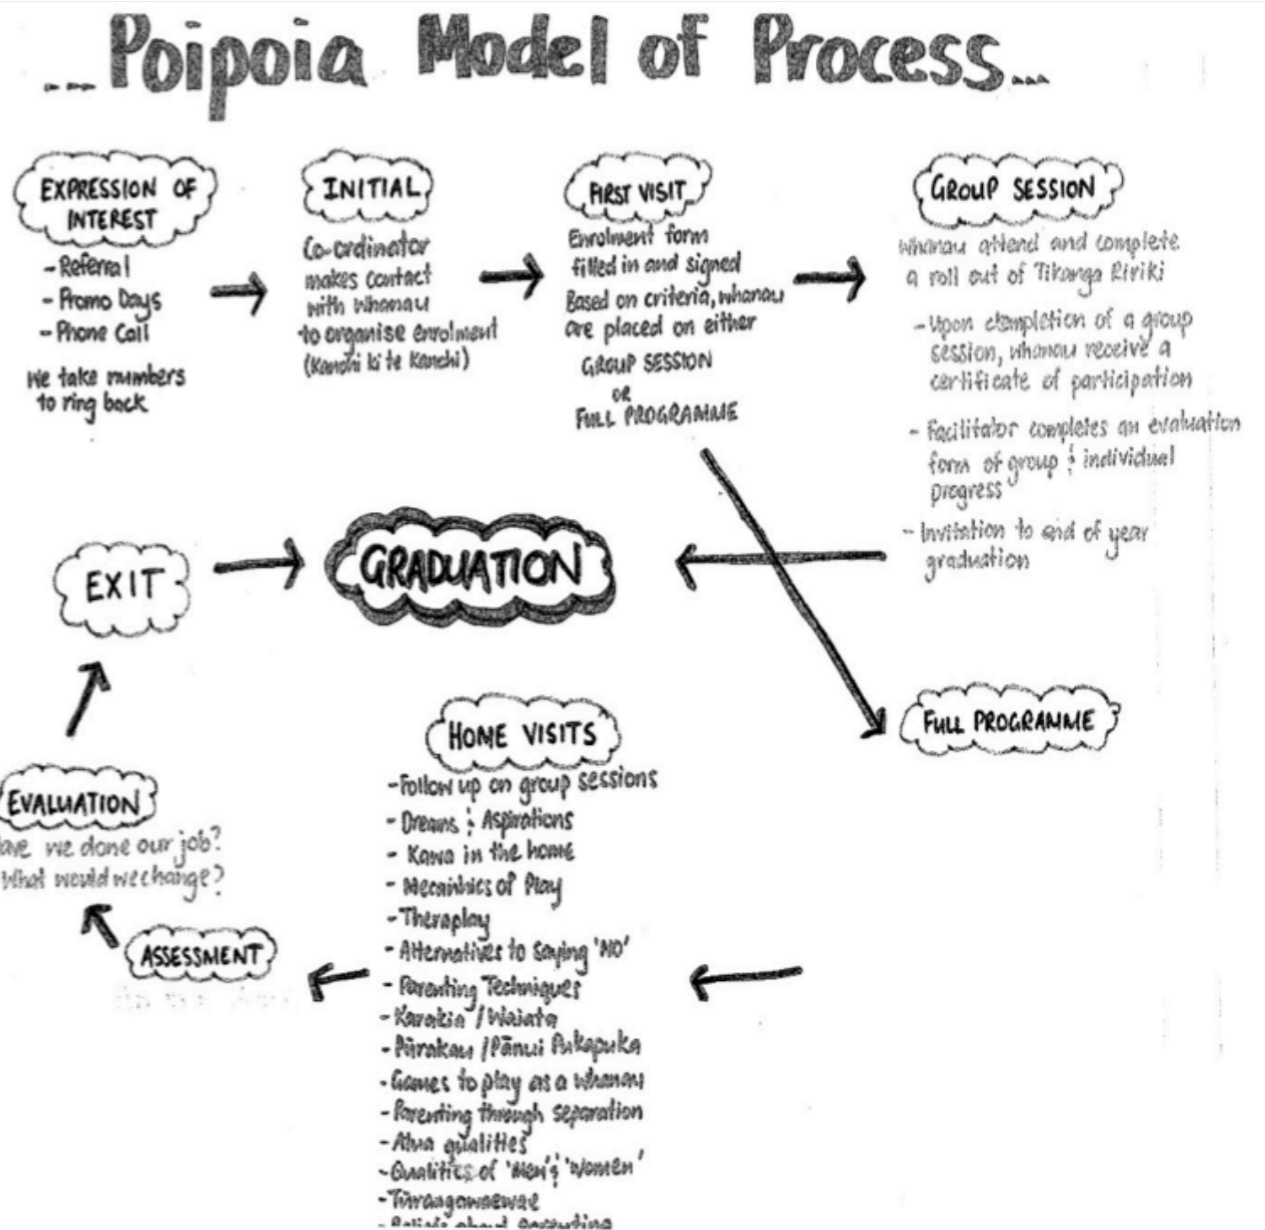 ...Poipoia Model of Process...
EXPRESSION OF
INTEREST
- Referral
- Promo Days
- Phone Call
We take numbers
to ring back
INITIAL
Co-ordinator
makes contact
with whanau
to organise enrolment
(Kanohi ki te Kanohi)
FIRST VISIT
Enrolment form
filled in and signed
Based on criteria, whanau
are placed on either
GROUP SESSION
OR
FULL PROGRAMME
GROUP SESSION
whanau attend and complete
a roll out of Tikanga Ririki
- Upon completion of a group
session, whanau receive a
certificate of participation
- Facilitator completes an evaluation
form of group & individual
progress
- Invitation to end of year
graduation
EXIT
GRADUATION
FULL PROGRAMME
HOME VISITS
- Follow up on group sessions
- Dreams & Aspirations
- Kawa in the home
- Mecainhics of Play
- Theraplay
- Alternatives to saying 'NO'
- Parenting Techniques
- Karakia / Waiata
- Pūrakau / Pānui Pukapuka
- Games to play as a whanau
- Parenting through separation
- Atua qualities
- Qualities of 'Men' & 'Women'
- Tūrangawaewae
- Beliefs about parenting
EVALUATION
ave we done our job?
What would we change?
ASSESSMENT